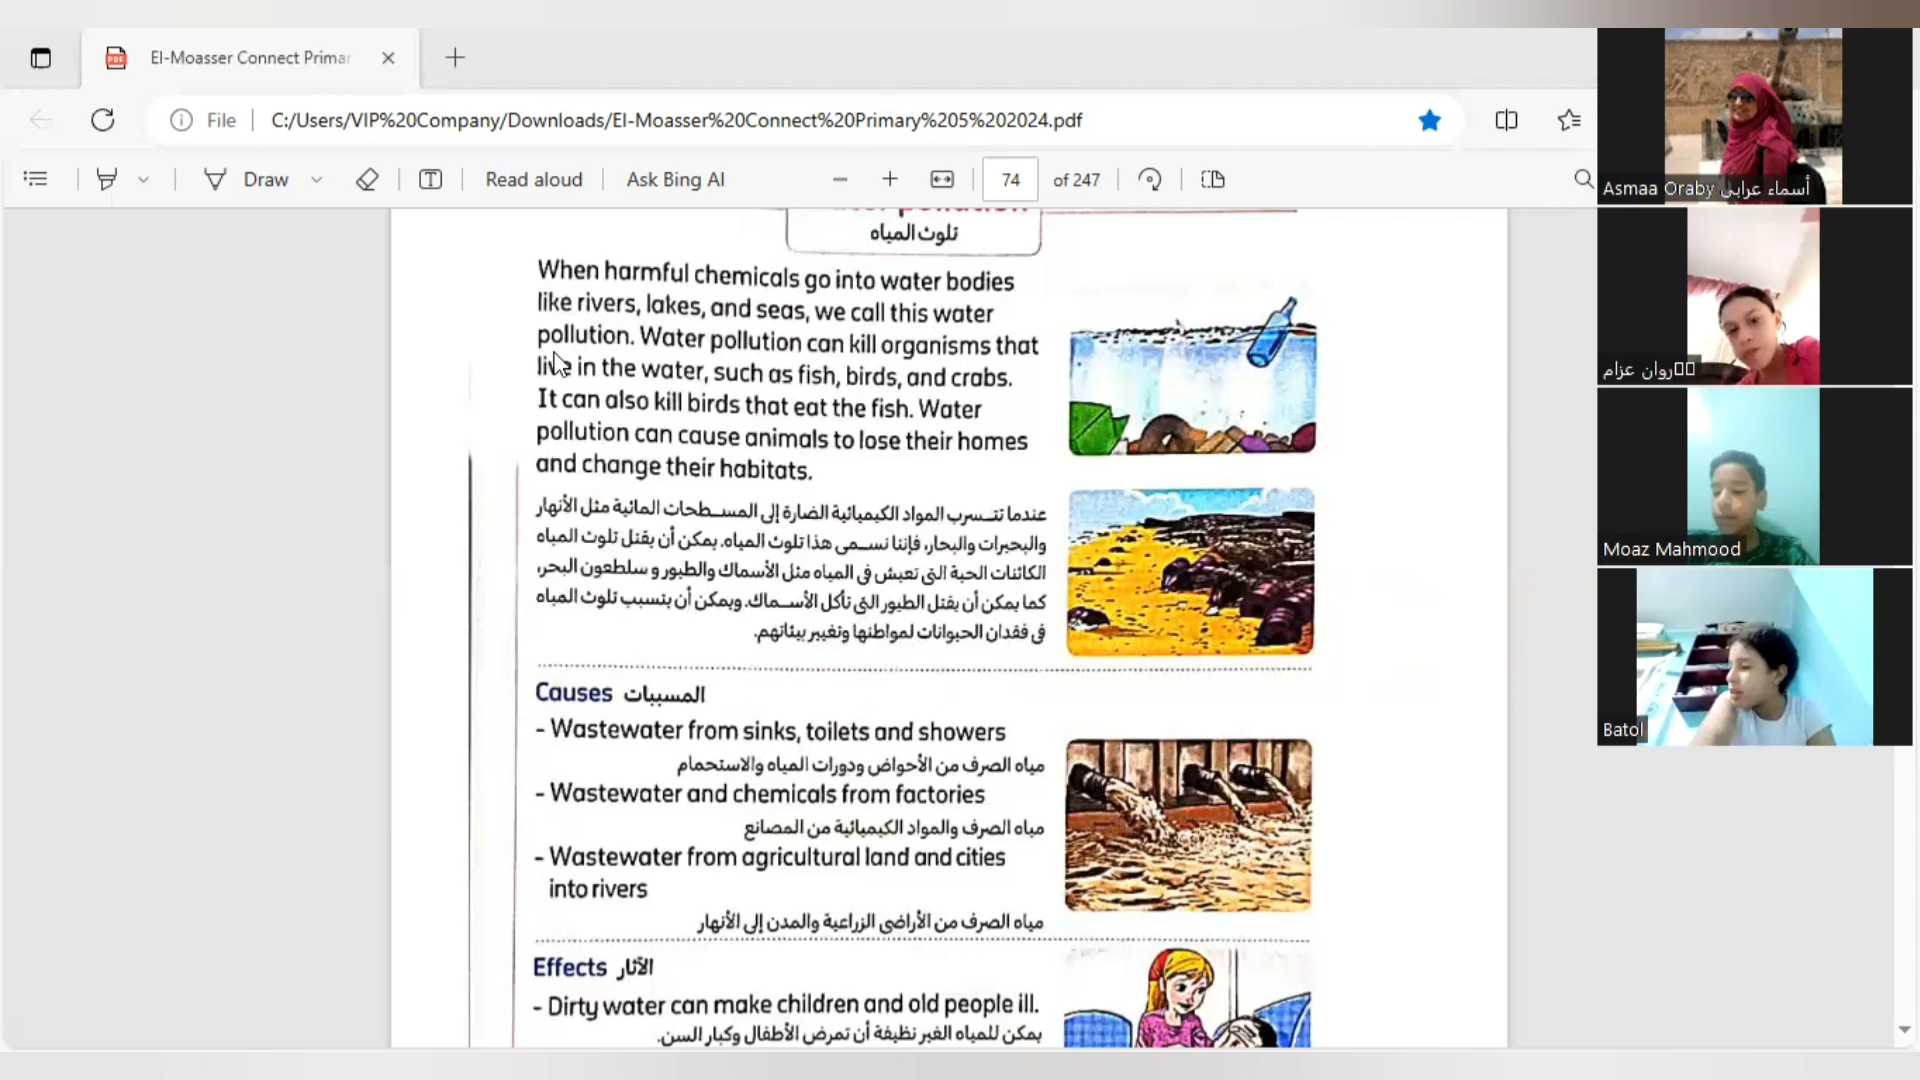 El-Moasser Connect Primar
File
C:/Users/VIP%20Company/Downloads/El-Moasser%20Connect%20Primary%205%202024.pdf
Draw
Read aloud
Ask Bing AI
74
of 247
تلوث المياه
When harmful chemicals go into water bodies
like rivers, lakes, and seas, we call this water
pollution. Water pollution can kill organisms that
live in the water, such as fish, birds, and crabs.
It can also kill birds that eat the fish. Water
pollution can cause animals to lose their homes
and change their habitats.
عندما تتسرب المواد الكيميائية الضارة إلى المسطحات المائية مثل الأنهار
والبحيرات والبحار، فإننا نسمى هذا تلوث المياه. يمكن أن يقتل تلوث المياه
الكائنات الحية التى تعيش فى المياه مثل الأسماك والطيور و سلطعون البحر،
كما يمكن أن يقتل الطيور التى تأكل الأسماك. ويمكن أن يتسبب تلوث المياه
فى فقدان الحيوانات لمواطنها وتغيير بيئاتهم.
Causes المسببات
- Wastewater from sinks, toilets and showers
مياه الصرف من الأحواض ودورات المياه والاستحمام
- Wastewater and chemicals from factories
مياه الصرف والمواد الكيميائية من المصانع
- Wastewater from agricultural land and cities
into rivers
مياه الصرف من الأراضى الزراعية والمدن إلى الأنهار
Effects الآثار
- Dirty water can make children and old people ill.
يمكن للمياه الغير نظيفة أن تمرض الأطفال وكبار السن.
Asmaa Oraby أسماء عرابى
روان عزام
Moaz Mahmood
Batol